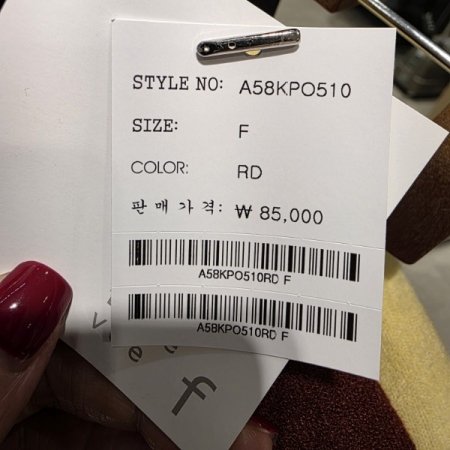 STYLE NO: A58KPO510
SIZE: F
COLOR: RD
판매가격: ₩ 85,000
A58KPO510RD F
A58KPO510RD F
f